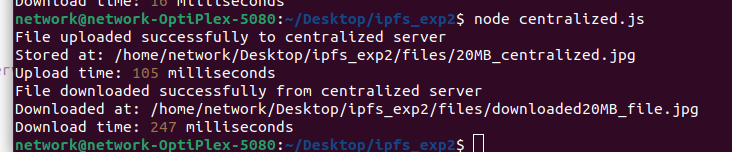 Download time: 16 milliseconds
network@network-OptiPlex-5080:~/Desktop/ipfs_exp2$ node centralized.js
File uploaded successfully to centralized server
Stored at: /home/network/Desktop/ipfs_exp2/files/20MB_centralized.jpg
Upload time: 105 milliseconds
File downloaded successfully from centralized server
Downloaded at: /home/network/Desktop/ipfs_exp2/files/downloaded20MB_file.jpg
Download time: 247 milliseconds
network@network-OptiPlex-5080:~/Desktop/ipfs_exp2$